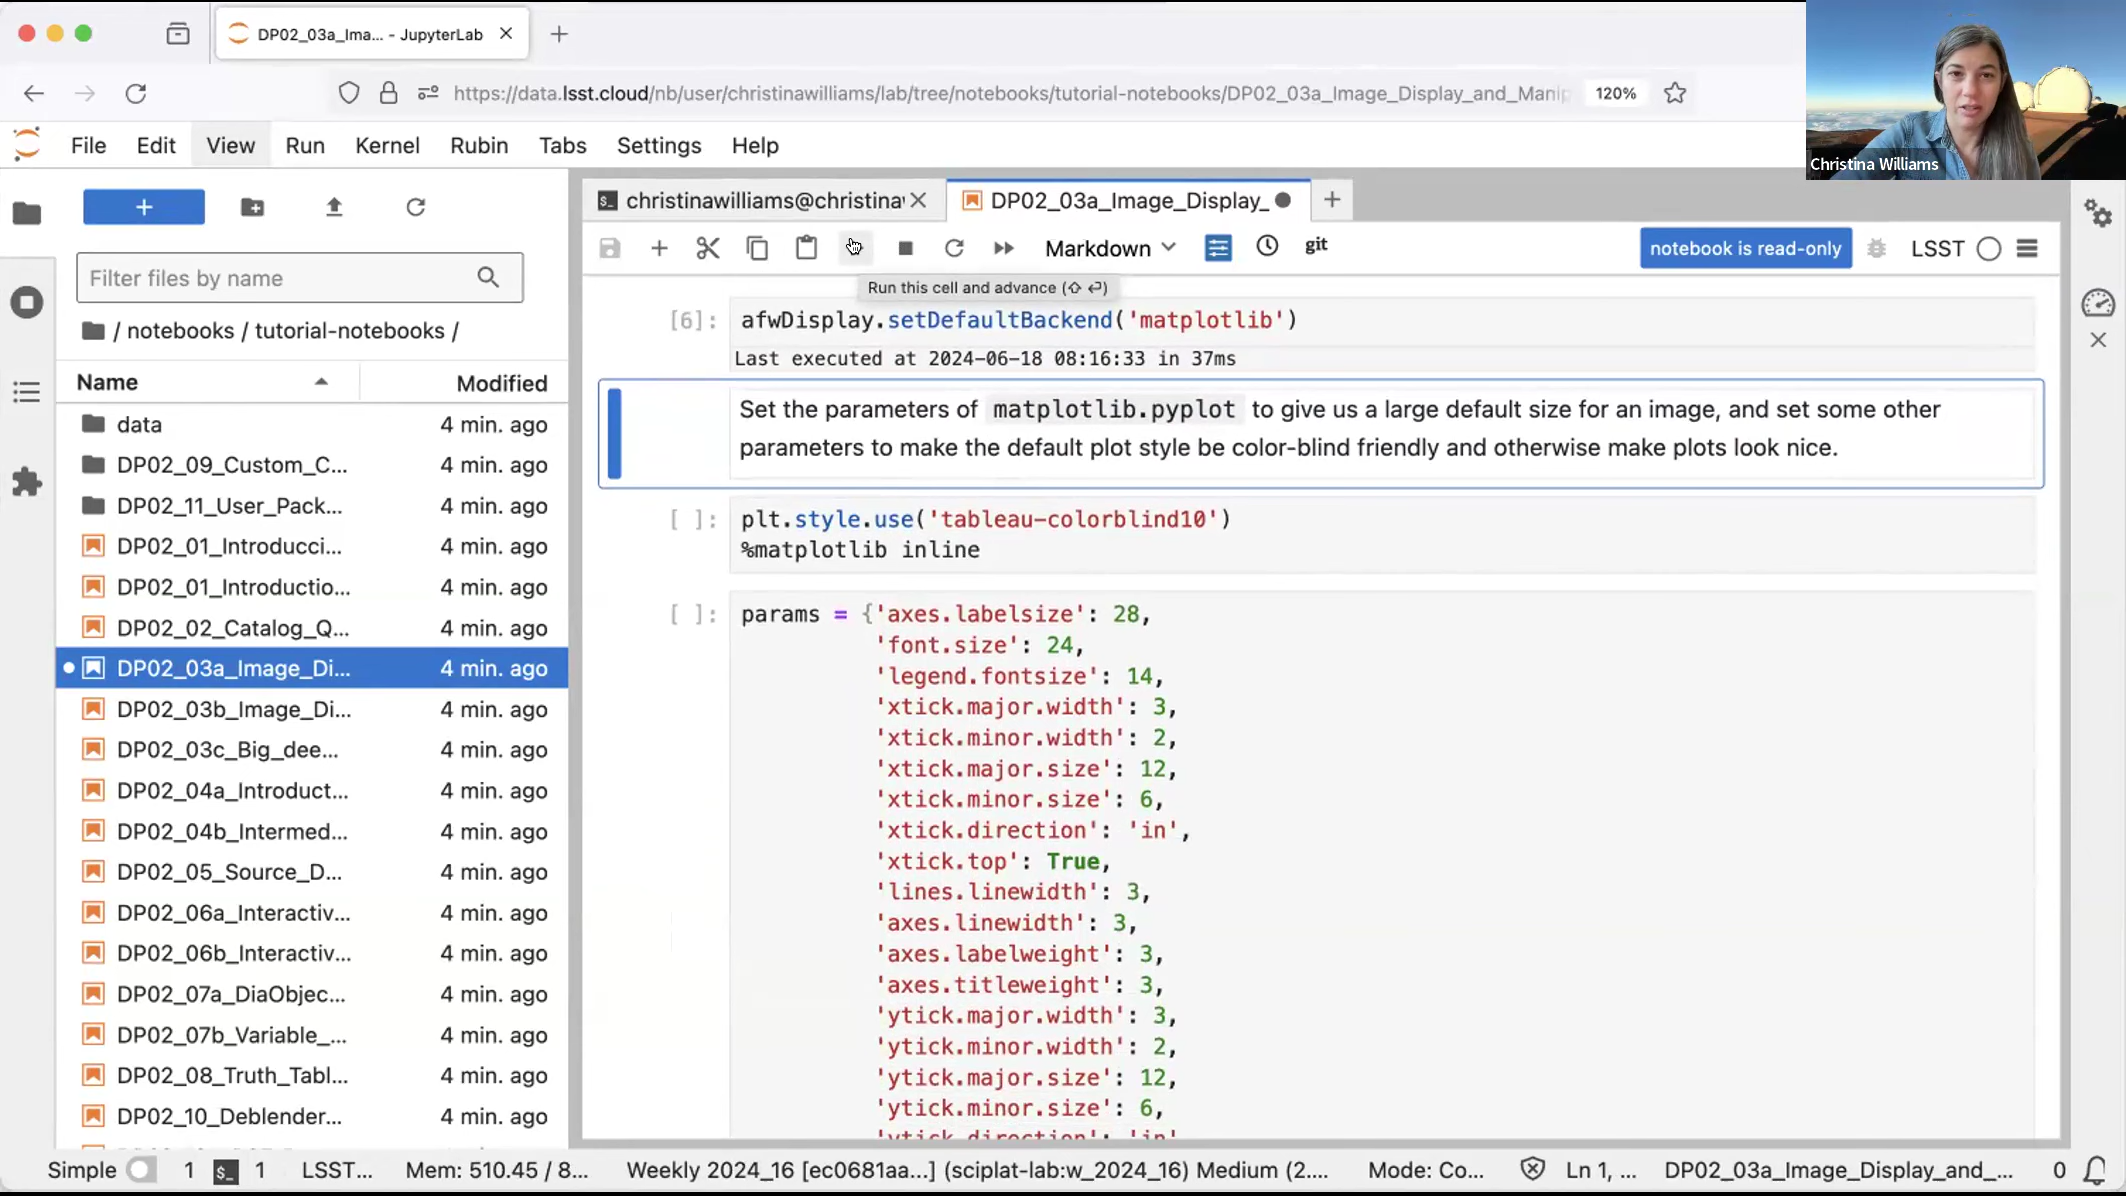 DP02_03a_Ima... - JupyterLab
https://data.lsst.cloud/nb/user/christinawilliams/lab/tree/notebooks/tutorial-notebooks/DP02_03a_Image_Display_and_Manip
120%
Christina Williams
File Edit View Run Kernel Rubin Tabs Settings Help
christinawilliams@christina
DP02_03a_Image_Display_
Filter files by name
/ notebooks / tutorial-notebooks /
Name Modified
data 4 min. ago
DP02_09_Custom_C... 4 min. ago
DP02_11_User_Pack... 4 min. ago
DP02_01_Introducci... 4 min. ago
DP02_01_Introductio... 4 min. ago
DP02_02_Catalog_Q... 4 min. ago
DP02_03a_Image_Di... 4 min. ago
DP02_03b_Image_Di... 4 min. ago
DP02_03c_Big_dee... 4 min. ago
DP02_04a_Introduct... 4 min. ago
DP02_04b_Intermed... 4 min. ago
DP02_05_Source_D... 4 min. ago
DP02_06a_Interactiv... 4 min. ago
DP02_06b_Interactiv... 4 min. ago
DP02_07a_DiaObjec... 4 min. ago
DP02_07b_Variable_... 4 min. ago
DP02_08_Truth_Tabl... 4 min. ago
DP02_10_Deblender... 4 min. ago
Markdown git notebook is read-only LSST
Run this cell and advance (⇧ ⏎)
[6]: afwDisplay.setDefaultBackend('matplotlib')
Last executed at 2024-06-18 08:16:33 in 37ms
Set the parameters of matplotlib.pyplot to give us a large default size for an image, and set some other
parameters to make the default plot style be color-blind friendly and otherwise make plots look nice.
[ ]: plt.style.use('tableau-colorblind10')
%matplotlib inline
[ ]: params = {'axes.labelsize': 28,
'font.size': 24,
'legend.fontsize': 14,
'xtick.major.width': 3,
'xtick.minor.width': 2,
'xtick.major.size': 12,
'xtick.minor.size': 6,
'xtick.direction': 'in',
'xtick.top': True,
'lines.linewidth': 3,
'axes.linewidth': 3,
'axes.labelweight': 3,
'axes.titleweight': 3,
'ytick.major.width': 3,
'ytick.minor.width': 2,
'ytick.major.size': 12,
'ytick.minor.size': 6,
'ytick.direction': 'in'
Simple 1 1 LSST... Mem: 510.45 / 8... Weekly 2024_16 [ec0681aa...] (sciplat-lab:w_2024_16) Medium (2.... Mode: Co... Ln 1, ... DP02_03a_Image_Display_and_... 0